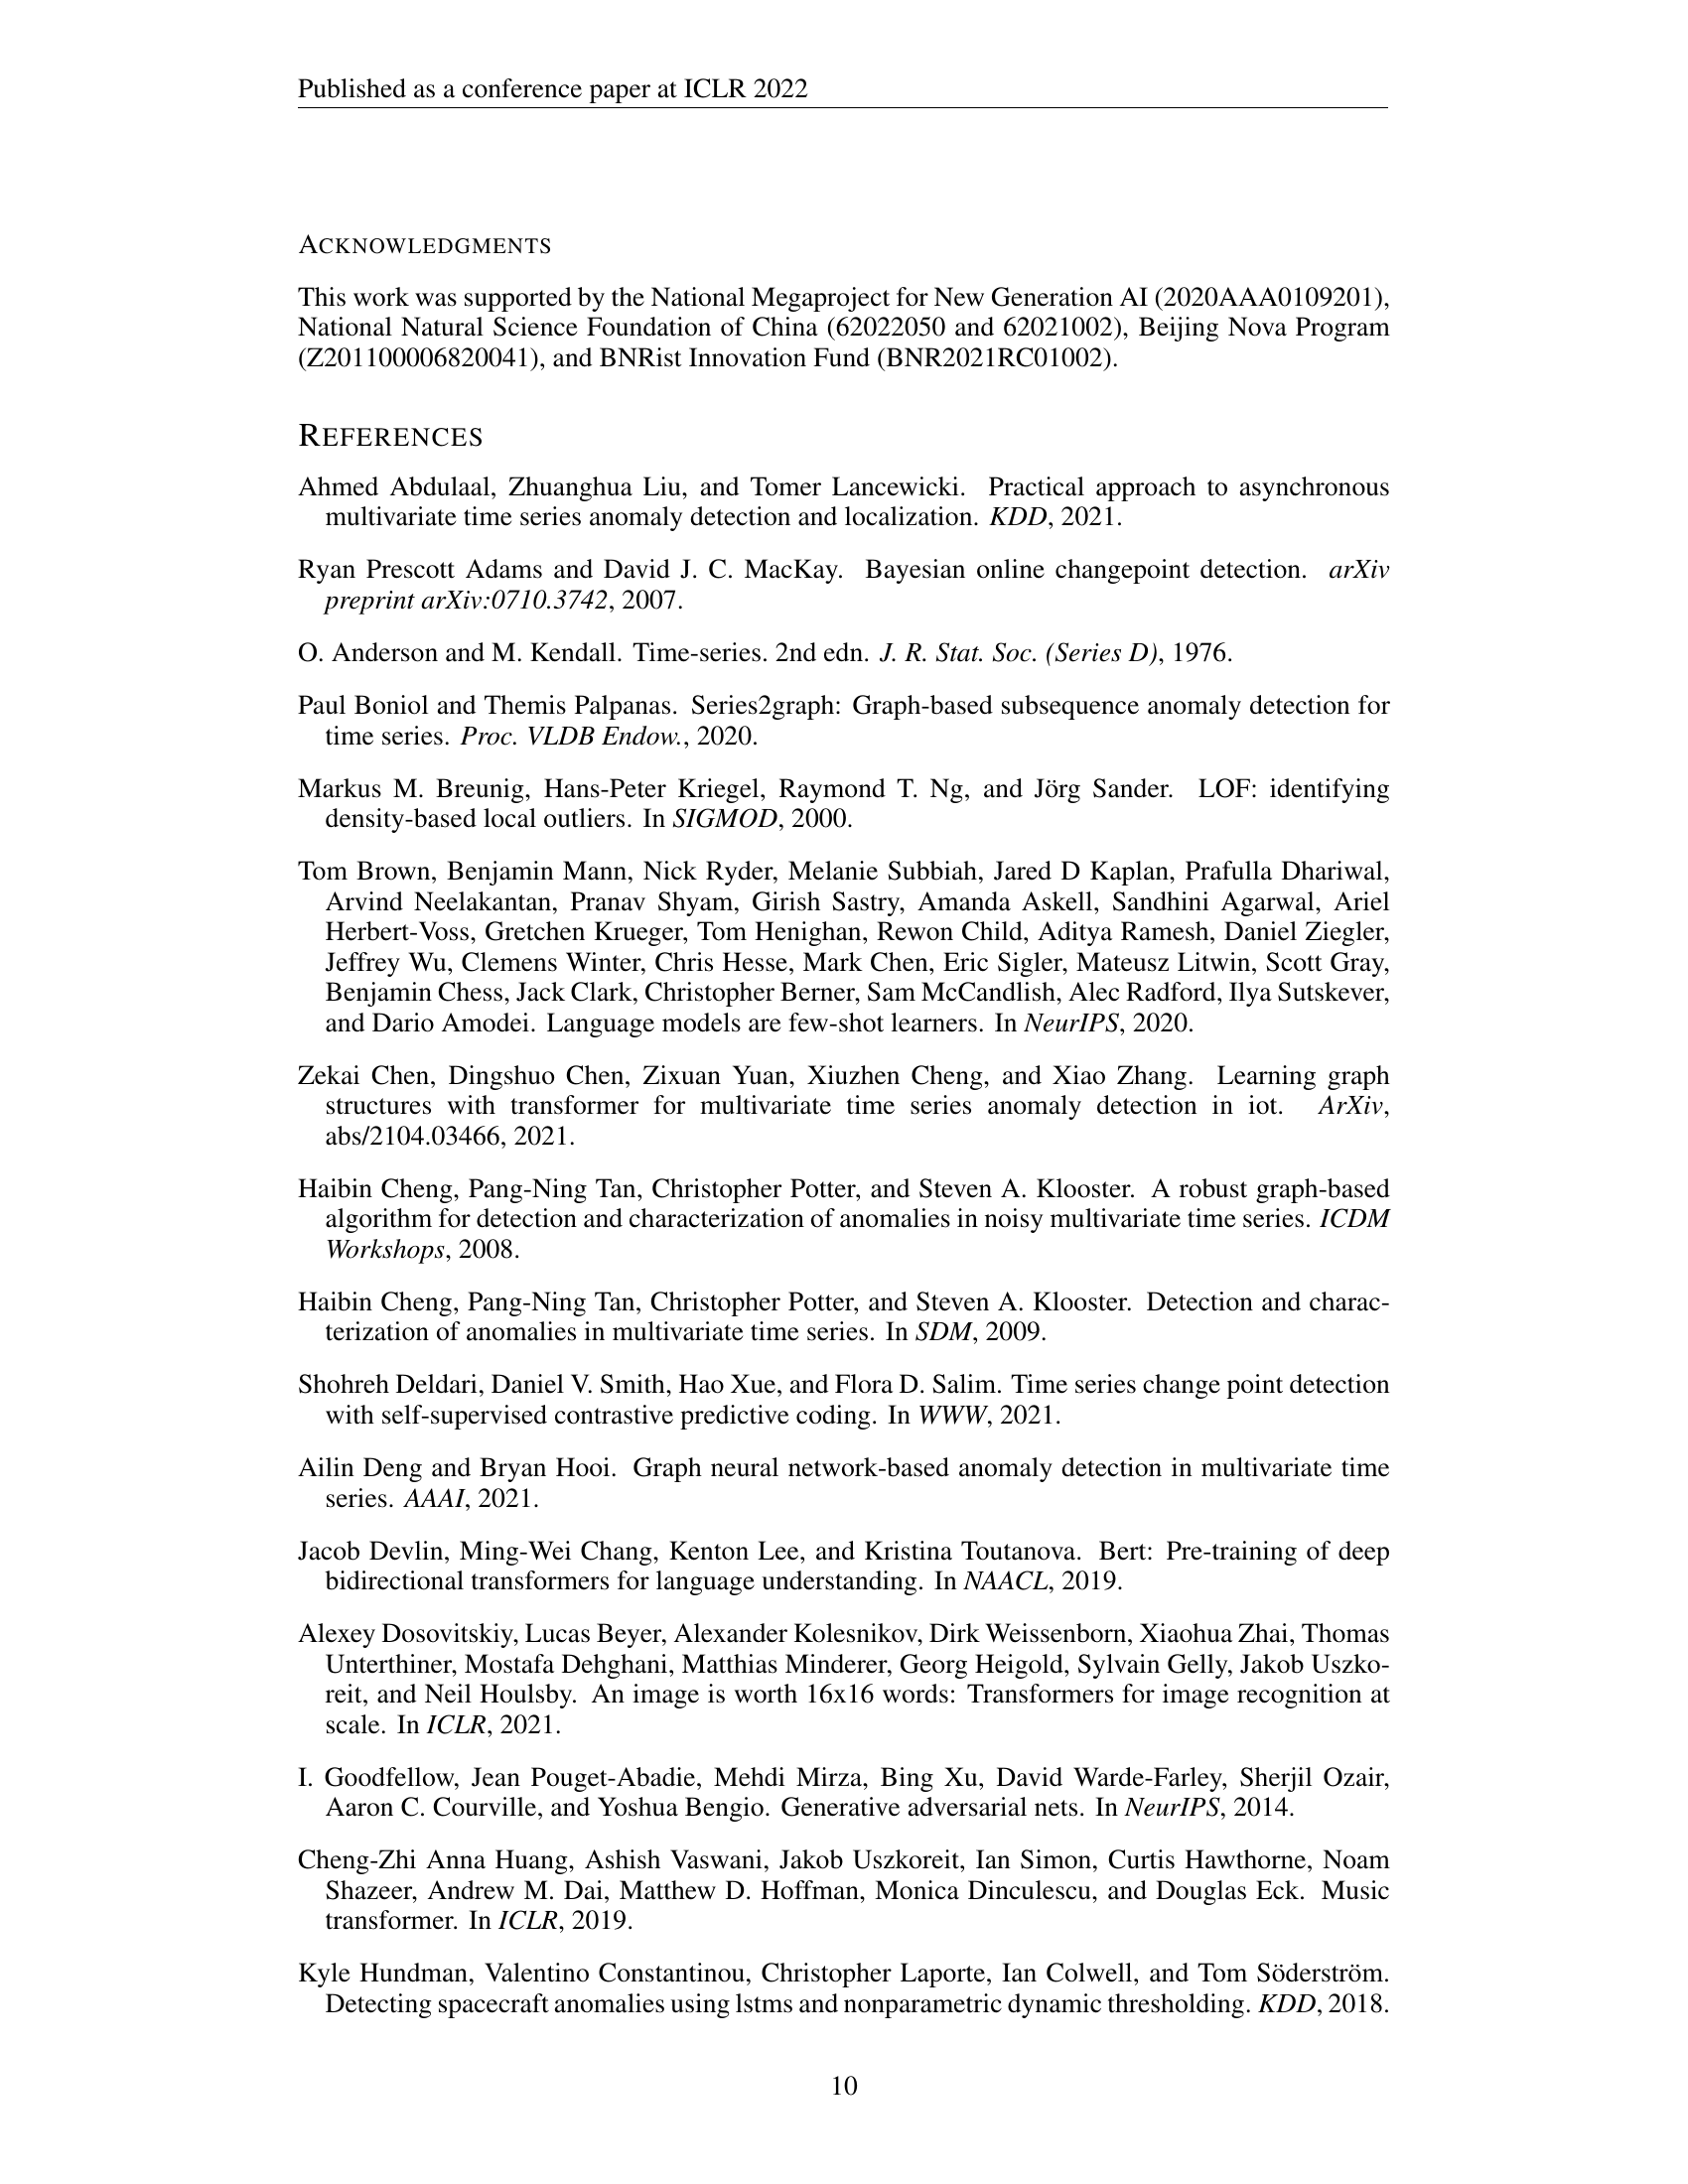 Published as a conference paper at ICLR 2022
ACKNOWLEDGMENTS
This work was supported by the National Megaproject for New Generation AI (2020AAA0109201),
National Natural Science Foundation of China (62022050 and 62021002), Beijing Nova Program
(Z201100006820041), and BNRist Innovation Fund (BNR2021RC01002).
REFERENCES
Ahmed Abdulaal, Zhuanghua Liu, and Tomer Lancewicki. Practical approach to asynchronous
multivariate time series anomaly detection and localization. KDD, 2021.
Ryan Prescott Adams and David J. C. MacKay. Bayesian online changepoint detection. arXiv
preprint arXiv:0710.3742, 2007.
O. Anderson and M. Kendall. Time-series. 2nd edn. J. R. Stat. Soc. (Series D), 1976.
Paul Boniol and Themis Palpanas. Series2graph: Graph-based subsequence anomaly detection for
time series. Proc. VLDB Endow., 2020.
Markus M. Breunig, Hans-Peter Kriegel, Raymond T. Ng, and Jörg Sander. LOF: identifying
density-based local outliers. In SIGMOD, 2000.
Tom Brown, Benjamin Mann, Nick Ryder, Melanie Subbiah, Jared D Kaplan, Prafulla Dhariwal,
Arvind Neelakantan, Pranav Shyam, Girish Sastry, Amanda Askell, Sandhini Agarwal, Ariel
Herbert-Voss, Gretchen Krueger, Tom Henighan, Rewon Child, Aditya Ramesh, Daniel Ziegler,
Jeffrey Wu, Clemens Winter, Chris Hesse, Mark Chen, Eric Sigler, Mateusz Litwin, Scott Gray,
Benjamin Chess, Jack Clark, Christopher Berner, Sam McCandlish, Alec Radford, Ilya Sutskever,
and Dario Amodei. Language models are few-shot learners. In NeurIPS, 2020.
Zekai Chen, Dingshuo Chen, Zixuan Yuan, Xiuzhen Cheng, and Xiao Zhang. Learning graph
structures with transformer for multivariate time series anomaly detection in iot. ArXiv,
abs/2104.03466, 2021.
Haibin Cheng, Pang-Ning Tan, Christopher Potter, and Steven A. Klooster. A robust graph-based
algorithm for detection and characterization of anomalies in noisy multivariate time series. ICDM
Workshops, 2008.
Haibin Cheng, Pang-Ning Tan, Christopher Potter, and Steven A. Klooster. Detection and charac-
terization of anomalies in multivariate time series. In SDM, 2009.
Shohreh Deldari, Daniel V. Smith, Hao Xue, and Flora D. Salim. Time series change point detection
with self-supervised contrastive predictive coding. In WWW, 2021.
Ailin Deng and Bryan Hooi. Graph neural network-based anomaly detection in multivariate time
series. AAAI, 2021.
Jacob Devlin, Ming-Wei Chang, Kenton Lee, and Kristina Toutanova. Bert: Pre-training of deep
bidirectional transformers for language understanding. In NAACL, 2019.
Alexey Dosovitskiy, Lucas Beyer, Alexander Kolesnikov, Dirk Weissenborn, Xiaohua Zhai, Thomas
Unterthiner, Mostafa Dehghani, Matthias Minderer, Georg Heigold, Sylvain Gelly, Jakob Uszko-
reit, and Neil Houlsby. An image is worth 16x16 words: Transformers for image recognition at
scale. In ICLR, 2021.
I. Goodfellow, Jean Pouget-Abadie, Mehdi Mirza, Bing Xu, David Warde-Farley, Sherjil Ozair,
Aaron C. Courville, and Yoshua Bengio. Generative adversarial nets. In NeurIPS, 2014.
Cheng-Zhi Anna Huang, Ashish Vaswani, Jakob Uszkoreit, Ian Simon, Curtis Hawthorne, Noam
Shazeer, Andrew M. Dai, Matthew D. Hoffman, Monica Dinculescu, and Douglas Eck. Music
transformer. In ICLR, 2019.
Kyle Hundman, Valentino Constantinou, Christopher Laporte, Ian Colwell, and Tom Söderström.
Detecting spacecraft anomalies using lstms and nonparametric dynamic thresholding. KDD, 2018.
10